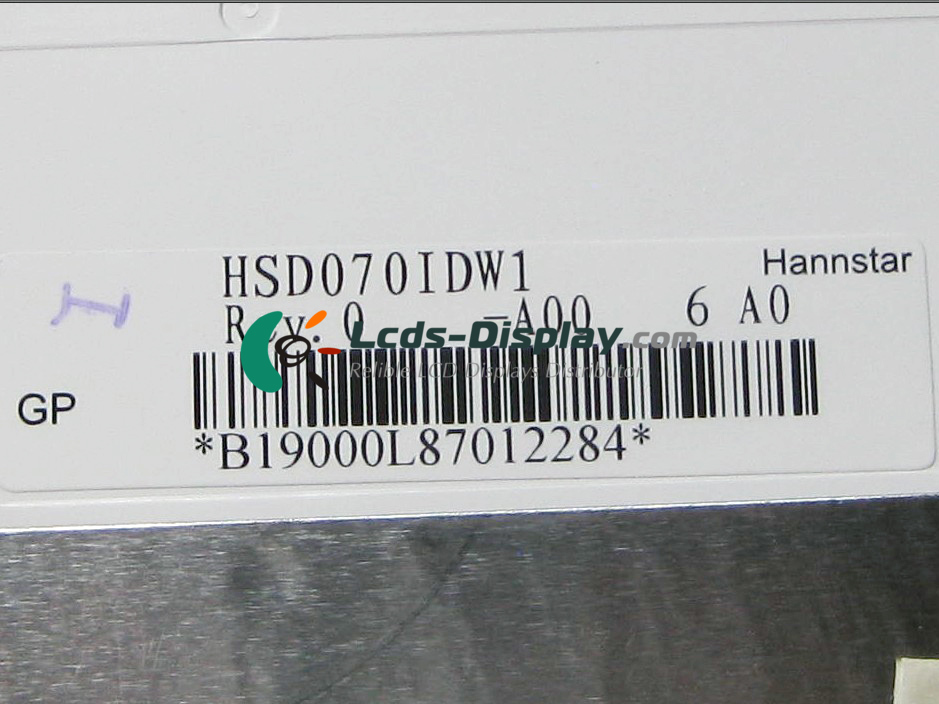 HSD070IDW1
Hannstar
Rev: 0 -A00 6 A0
Lcds-Display.com
Relible LCD Displays Distributor
GP
*B19000L87012284*